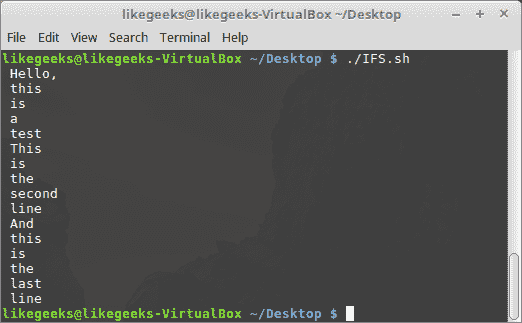 likegeeks@likegeeks-VirtualBox ~/Desktop
File Edit View Search Terminal Help
likegeeks@likegeeks-VirtualBox ~/Desktop $ ./IFS.sh
Hello,
this
is
a
test
This
is
the
second
line
And
this
is
the
last
line
likegeeks@likegeeks-VirtualBox ~/Desktop $